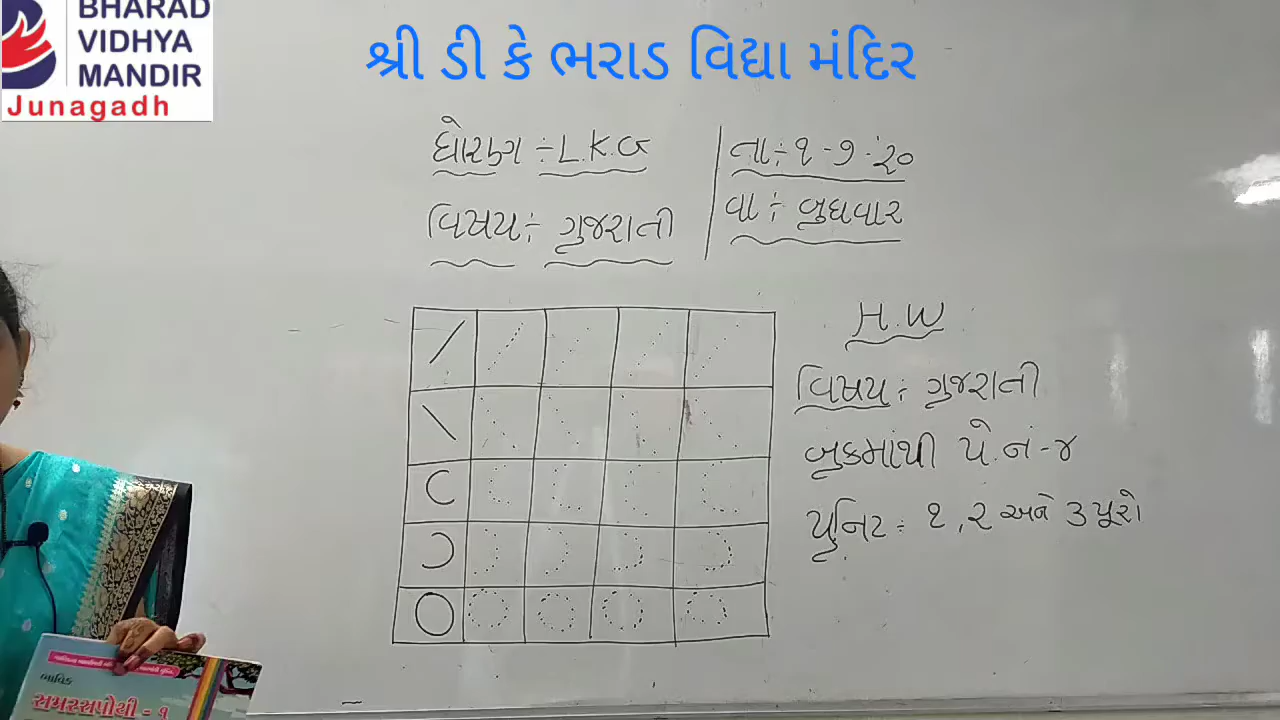 BHARAD
VIDHYA
MANDIR
Junagadh
શ્રી ડી કે ભરાડ વિદ્યા મંદિર
ધોરણ ÷ L.K.G
તા ÷ ૧ - ૭ - ૨૦
વિષય ÷ ગુજરાતી
વા ÷ બુધવાર
H.W
વિષય ÷ ગુજરાતી
બુકમાંથી પે.નં - ૪
યુનિટ ÷ ૧, ૨ અને ૩ પૂરો
ભાવિક